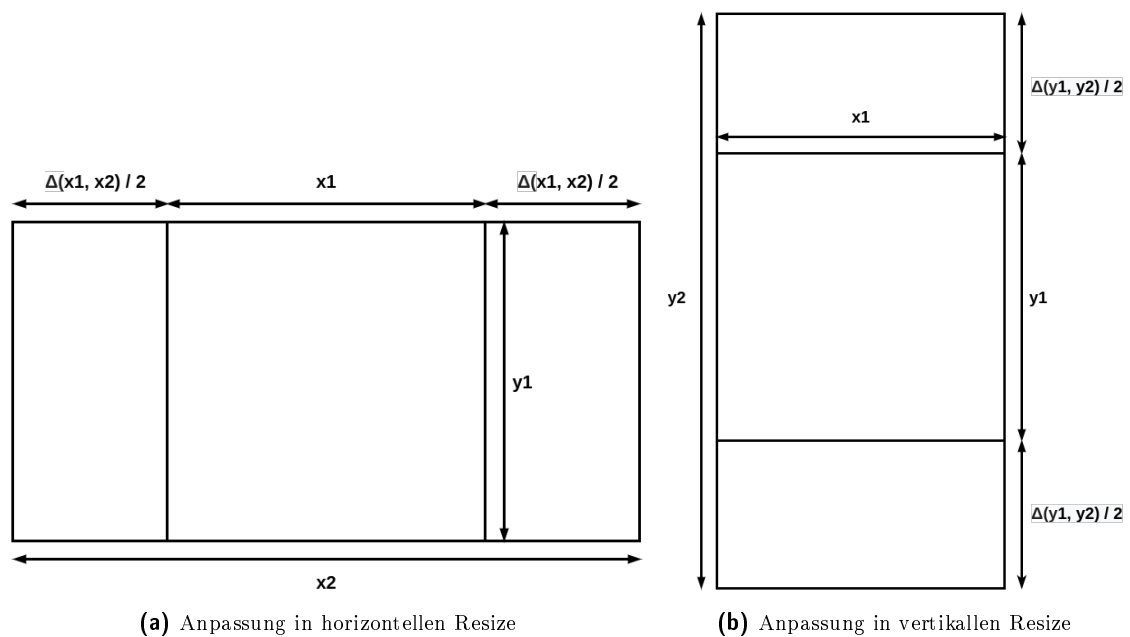 Δ(x1, x2) / 2
x1
Δ(x1, x2) / 2
y1
x2
(a) Anpassung in horizontellen Resize
Δ(y1, y2) / 2
x1
y2
y1
Δ(y1, y2) / 2
(b) Anpassung in vertikallen Resize